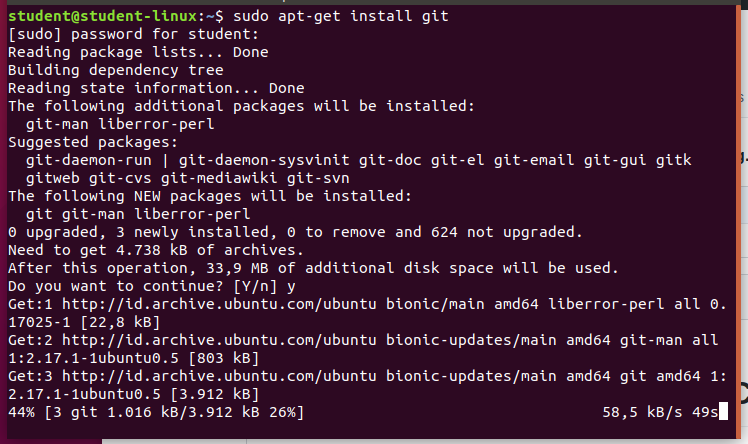 student@student-linux:~$ sudo apt-get install git
[sudo] password for student:
Reading package lists... Done
Building dependency tree
Reading state information... Done
The following additional packages will be installed:
  git-man liberror-perl
Suggested packages:
  git-daemon-run | git-daemon-sysvinit git-doc git-el git-email git-gui gitk
  gitweb git-cvs git-mediawiki git-svn
The following NEW packages will be installed:
  git git-man liberror-perl
0 upgraded, 3 newly installed, 0 to remove and 624 not upgraded.
Need to get 4.738 kB of archives.
After this operation, 33,9 MB of additional disk space will be used.
Do you want to continue? [Y/n] y
Get:1 http://id.archive.ubuntu.com/ubuntu bionic/main amd64 liberror-perl all 0.
17025-1 [22,8 kB]
Get:2 http://id.archive.ubuntu.com/ubuntu bionic-updates/main amd64 git-man all
1:2.17.1-1ubuntu0.5 [803 kB]
Get:3 http://id.archive.ubuntu.com/ubuntu bionic-updates/main amd64 git amd64 1:
2.17.1-1ubuntu0.5 [3.912 kB]
44% [3 git 1.016 kB/3.912 kB 26%] 58,5 kB/s 49s